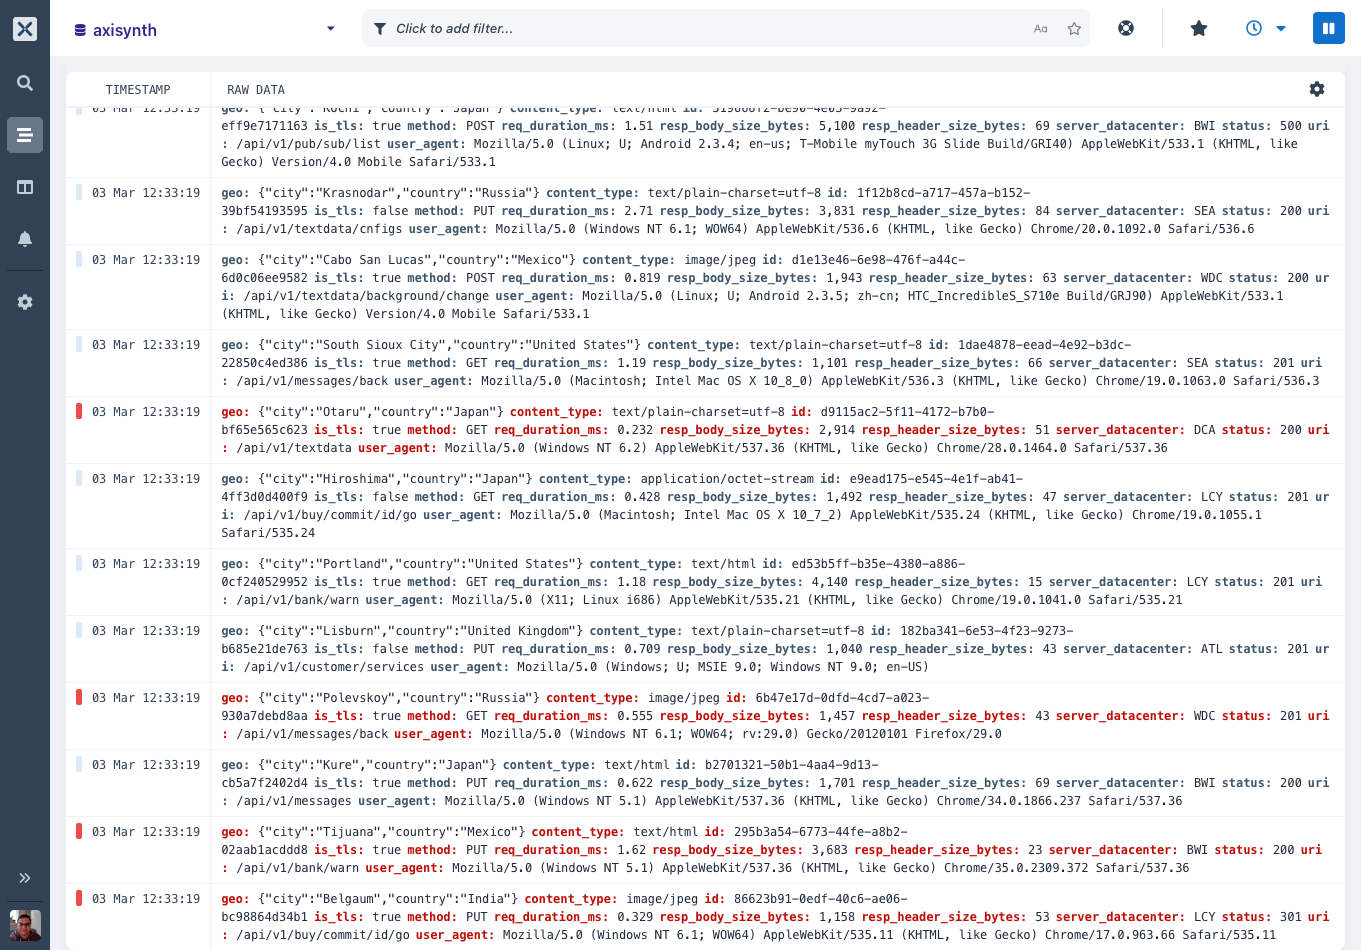 axisynth
Click to add filter...
Aa
TIMESTAMP
RAW DATA
03 Mar 12:33:19
geo: {"city":"Kochi","country":"Japan"} content_type: text/html id: 319668f2-be96-4e65-9a92-
eff9e7171163 is_tls: true method: POST req_duration_ms: 1.51 resp_body_size_bytes: 5,100 resp_header_size_bytes: 69 server_datacenter: BWI status: 500 uri
: /api/v1/pub/sub/list user_agent: Mozilla/5.0 (Linux; U; Android 2.3.4; en-us; T-Mobile myTouch 3G Slide Build/GRI40) AppleWebKit/533.1 (KHTML, like
Gecko) Version/4.0 Mobile Safari/533.1
03 Mar 12:33:19
geo: {"city":"Krasnodar","country":"Russia"} content_type: text/plain-charset=utf-8 id: 1f12b8cd-a717-457a-b152-
39bf54193595 is_tls: false method: PUT req_duration_ms: 2.71 resp_body_size_bytes: 3,831 resp_header_size_bytes: 84 server_datacenter: SEA status: 200 uri
: /api/v1/textdata/cnfigs user_agent: Mozilla/5.0 (Windows NT 6.1; WOW64) AppleWebKit/536.6 (KHTML, like Gecko) Chrome/20.0.1092.0 Safari/536.6
03 Mar 12:33:19
geo: {"city":"Cabo San Lucas","country":"Mexico"} content_type: image/jpeg id: d1e13e46-6e98-476f-a44c-
6d0c06ee9582 is_tls: true method: POST req_duration_ms: 0.819 resp_body_size_bytes: 1,943 resp_header_size_bytes: 63 server_datacenter: WDC status: 200 ur
i: /api/v1/textdata/background/change user_agent: Mozilla/5.0 (Linux; U; Android 2.3.5; zh-cn; HTC_IncredibleS_S710e Build/GRJ90) AppleWebKit/533.1
(KHTML, like Gecko) Version/4.0 Mobile Safari/533.1
03 Mar 12:33:19
geo: {"city":"South Sioux City","country":"United States"} content_type: text/plain-charset=utf-8 id: 1dae4878-eead-4e92-b3dc-
22850c4ed386 is_tls: true method: GET req_duration_ms: 1.19 resp_body_size_bytes: 1,101 resp_header_size_bytes: 66 server_datacenter: SEA status: 201 uri
: /api/v1/messages/back user_agent: Mozilla/5.0 (Macintosh; Intel Mac OS X 10_8_0) AppleWebKit/536.3 (KHTML, like Gecko) Chrome/19.0.1063.0 Safari/536.3
03 Mar 12:33:19
geo: {"city":"Otaru","country":"Japan"} content_type: text/plain-charset=utf-8 id: d9115ac2-5f11-4172-b7b0-
bf65e565c623 is_tls: true method: GET req_duration_ms: 0.232 resp_body_size_bytes: 2,914 resp_header_size_bytes: 51 server_datacenter: DCA status: 200 uri
: /api/v1/textdata user_agent: Mozilla/5.0 (Windows NT 6.2) AppleWebKit/537.36 (KHTML, like Gecko) Chrome/28.0.1464.0 Safari/537.36
03 Mar 12:33:19
geo: {"city":"Hiroshima","country":"Japan"} content_type: application/octet-stream id: e9ead175-e545-4e1f-ab41-
4ff3d0d400f9 is_tls: false method: GET req_duration_ms: 0.428 resp_body_size_bytes: 1,492 resp_header_size_bytes: 47 server_datacenter: LCY status: 201 ur
i: /api/v1/buy/commit/id/go user_agent: Mozilla/5.0 (Macintosh; Intel Mac OS X 10_7_2) AppleWebKit/535.24 (KHTML, like Gecko) Chrome/19.0.1055.1
Safari/535.24
03 Mar 12:33:19
geo: {"city":"Portland","country":"United States"} content_type: text/html id: ed53b5ff-b35e-4380-a886-
0cf240529952 is_tls: true method: GET req_duration_ms: 1.18 resp_body_size_bytes: 4,140 resp_header_size_bytes: 15 server_datacenter: LCY status: 201 uri
: /api/v1/bank/warn user_agent: Mozilla/5.0 (X11; Linux i686) AppleWebKit/535.21 (KHTML, like Gecko) Chrome/19.0.1041.0 Safari/535.21
03 Mar 12:33:19
geo: {"city":"Lisburn","country":"United Kingdom"} content_type: text/plain-charset=utf-8 id: 182ba341-6e53-4f23-9273-
b685e21de763 is_tls: false method: PUT req_duration_ms: 0.709 resp_body_size_bytes: 1,040 resp_header_size_bytes: 43 server_datacenter: ATL status: 201 ur
i: /api/v1/customer/services user_agent: Mozilla/5.0 (Windows; U; MSIE 9.0; Windows NT 9.0; en-US)
03 Mar 12:33:19
geo: {"city":"Polevskoy","country":"Russia"} content_type: image/jpeg id: 6b47e17d-0dfd-4cd7-a023-
930a7debd8aa is_tls: true method: GET req_duration_ms: 0.555 resp_body_size_bytes: 1,457 resp_header_size_bytes: 43 server_datacenter: WDC status: 201 uri
: /api/v1/messages/back user_agent: Mozilla/5.0 (Windows NT 6.1; WOW64; rv:29.0) Gecko/20120101 Firefox/29.0
03 Mar 12:33:19
geo: {"city":"Kure","country":"Japan"} content_type: text/html id: b2701321-50b1-4aa4-9d13-
cb5a7f2402d4 is_tls: true method: PUT req_duration_ms: 0.622 resp_body_size_bytes: 1,701 resp_header_size_bytes: 69 server_datacenter: BWI status: 200 uri
: /api/v1/messages user_agent: Mozilla/5.0 (Windows NT 5.1) AppleWebKit/537.36 (KHTML, like Gecko) Chrome/34.0.1866.237 Safari/537.36
03 Mar 12:33:19
geo: {"city":"Tijuana","country":"Mexico"} content_type: text/html id: 295b3a54-6773-44fe-a8b2-
02aab1acddd8 is_tls: true method: PUT req_duration_ms: 1.62 resp_body_size_bytes: 3,683 resp_header_size_bytes: 23 server_datacenter: BWI status: 200 uri
: /api/v1/bank/warn user_agent: Mozilla/5.0 (Windows NT 5.1) AppleWebKit/537.36 (KHTML, like Gecko) Chrome/35.0.2309.372 Safari/537.36
03 Mar 12:33:19
geo: {"city":"Belgaum","country":"India"} content_type: image/jpeg id: 86623b91-0edf-40c6-ae06-
bc98864d34b1 is_tls: true method: PUT req_duration_ms: 0.329 resp_body_size_bytes: 1,158 resp_header_size_bytes: 53 server_datacenter: LCY status: 301 uri
: /api/v1/buy/commit/id/go user_agent: Mozilla/5.0 (Windows NT 6.1; WOW64) AppleWebKit/535.11 (KHTML, like Gecko) Chrome/17.0.963.66 Safari/535.11